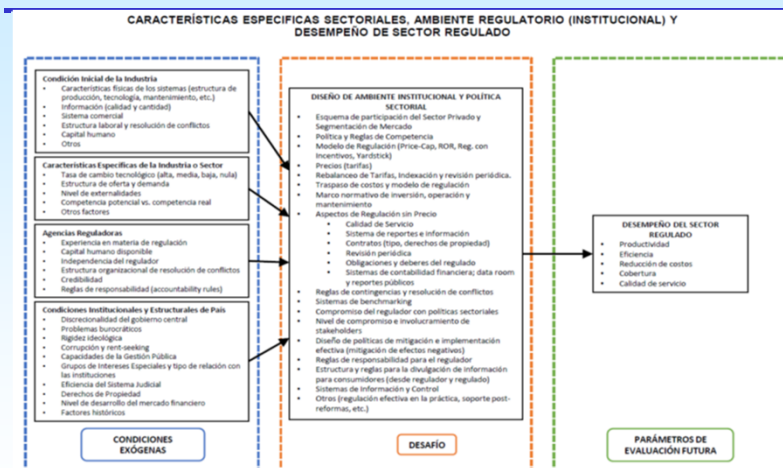 CARACTERÍSTICAS ESPECIFICAS SECTORIALES, AMBIENTE REGULATORIO (INSTITUCIONAL) Y
DESEMPEÑO DE SECTOR REGULADO
Condición Inicial de la Industria
• Características físicas de los sistemas (estructura de
producción, tecnología, mantenimiento, etc.)
• Información (calidad y cantidad)
• Sistema comercial
• Estructura laboral y resolución de conflictos
• Capital humano
• Otros
Características Específicas de la Industria o Sector
• Tasa de cambio tecnológico (alta, media, baja, nula)
• Estructura de oferta y demanda
• Nivel de externalidades
• Competencia potencial vs. competencia real
• Otros factores
Agencias Reguladoras
• Experiencia en materia de regulación
• Capital humano disponible
• Independencia del regulador
• Estructura organizacional de resolución de conflictos
• Credibilidad
• Reglas de responsabilidad (accountability rules)
Condiciones Institucionales y Estructurales de País
• Discrecionalidad del gobierno central
• Problemas burocráticos
• Rigidez ideológica
• Corrupción y rent-seeking
• Capacidades de la Gestión Pública
• Grupos de Intereses Especiales y tipo de relación con
las instituciones
• Eficiencia del Sistema Judicial
• Derechos de Propiedad
• Nivel de desarrollo del mercado financiero
• Factores históricos
CONDICIONES
EXÓGENAS
DISEÑO DE AMBIENTE INSTITUCIONAL Y POLÍTICA
SECTORIAL
• Esquema de participación del Sector Privado y
Segmentación de Mercado
• Política y Reglas de Competencia
• Modelo de Regulación (Price-Cap, ROR, Reg. con
Incentivos, Yardstick)
• Precios (tarifas)
• Rebalanceo de Tarifas, Indexación y revisión periódica.
• Traspaso de costos y modelo de regulación
• Marco normativo de inversión, operación y
mantenimiento
• Aspectos de Regulación sin Precio
• Calidad de Servicio
• Sistema de reportes e información
• Contratos (tipo, derechos de propiedad)
• Revisión periódica
• Obligaciones y deberes del regulado
• Sistemas de contabilidad financiera; data room
y reportes públicos
• Reglas de contingencias y resolución de conflictos
• Sistemas de benchmarking
• Compromiso del regulador con políticas sectoriales
• Nivel de compromiso e involucramiento de
stakeholders
• Diseño de políticas de mitigación e implementación
efectiva (mitigación de efectos negativos)
• Reglas de responsabilidad para el regulador
• Estructura y reglas para la divulgación de información
para consumidores (desde regulador y regulado)
• Sistemas de Información y Control
• Otros (regulación efectiva en la práctica, soporte post-
reformas, etc.)
DESAFÍO
DESEMPEÑO DEL SECTOR
REGULADO
• Productividad
• Eficiencia
• Reducción de costos
• Cobertura
• Calidad de servicio
PARÁMETROS DE
EVALUACIÓN FUTURA